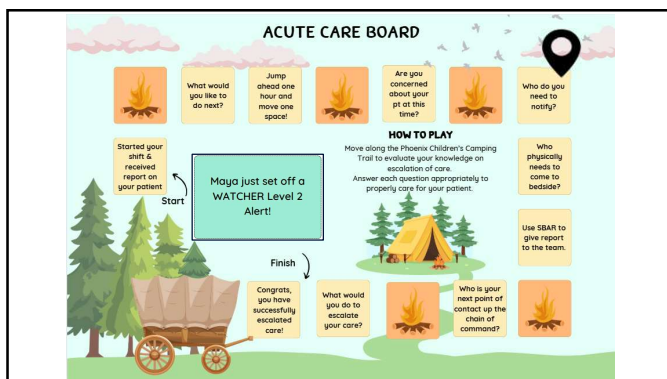 ACUTE CARE BOARD
What would
you like to
do next?
Jump
ahead one
hour and
move one
space!
Are you
concerned
about your
pt at this
time?
Who do you
need to
notify?
Started your
shift &
received
report on
your patient
Start
Maya just set off a
WATCHER Level 2
Alert!
HOW TO PLAY
Move along the Phoenix Children's Camping
Trail to evaluate your knowledge on
escalation of care.
Answer each question appropriately to
properly care for your patient.
Who
physically
needs to
come to
bedside?
Use SBAR to
give report
to the team.
Finish
Congrats,
you have
successfully
escalated
care!
What would
you do to
escalate
your care?
Who is your
next point of
contact up the
chain of
command?